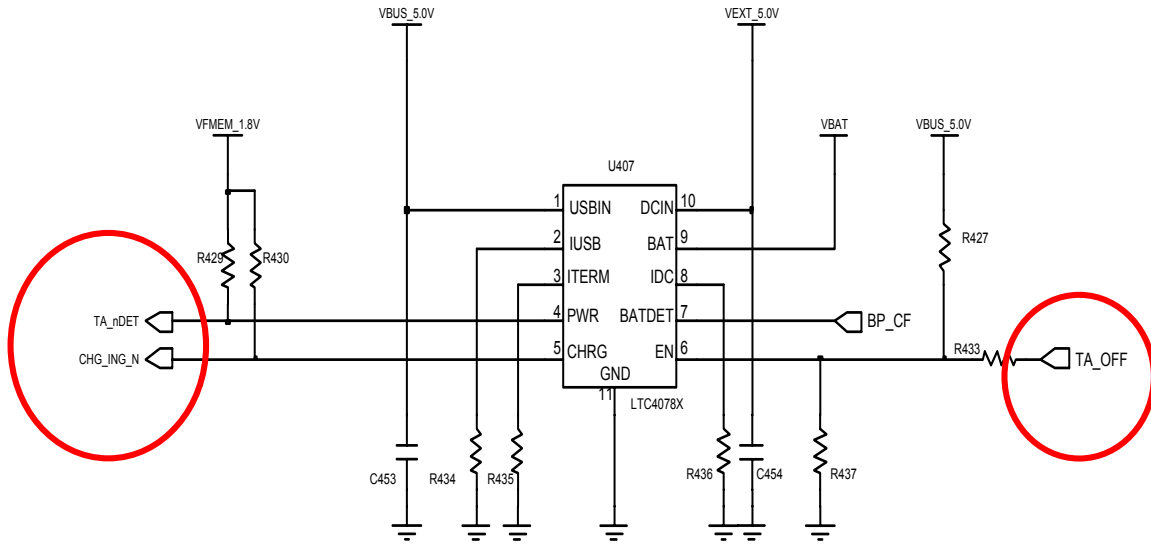 VBUS_5.0V
VEXT_5.0V
VFMEM_1.8V
VBAT
VBUS_5.0V
U407
1 USBIN DCIN 10
2 IUSB BAT 9
R427
R429 R430
3 ITERM IDC 8
TA_nDET
4 PWR BATDET 7
BP_CF
CHG_ING_N
5 CHRG EN 6
R433
TA_OFF
GND
11
LTC4078X
C453
R434
R435
R436
C454
R437